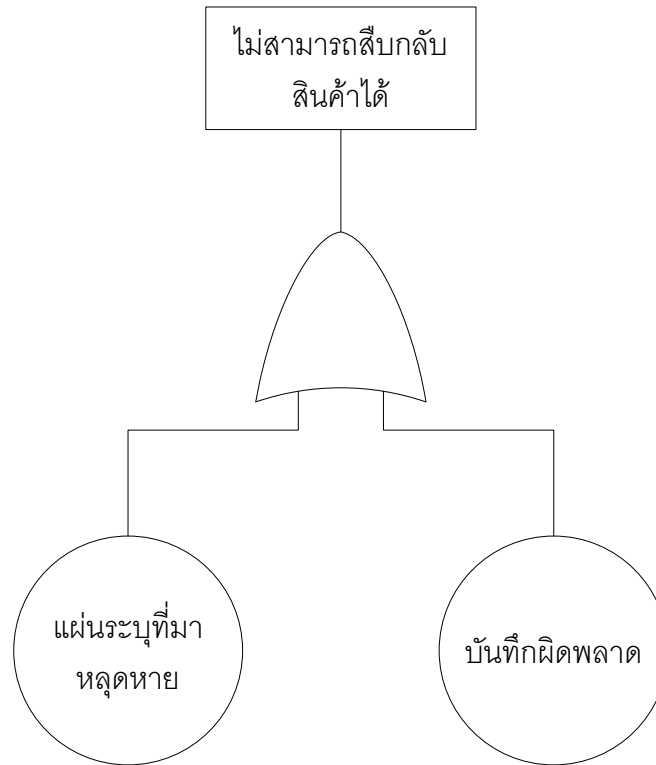 ไม่สามารถสืบกลับ
สินค้าได้
แผ่นระบุที่มา
หลุดหาย
บันทึกผิดพลาด